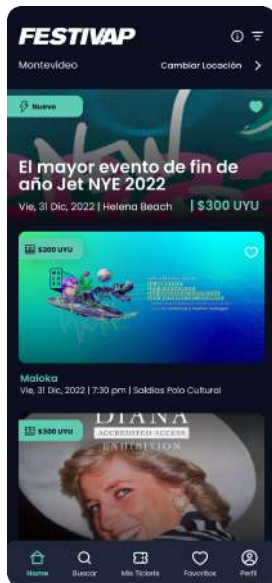 FESTIVAP
Montevideo
Cambiar Locación
Nuevo
El mayor evento de fin de
año Jet NYE 2022
Vie, 31 Dic, 2022 | Helena Beach | $300 UYU
$200 UYU
Maloka
Vie, 31 Dic, 2022 | 7:30 pm | Saldias Polo Cultural
$300 UYU
DIANA
ACCREDITED ACCESS
EXHIBITION
Home
Buscar
Mis Tickets
Favoritos
Perfil